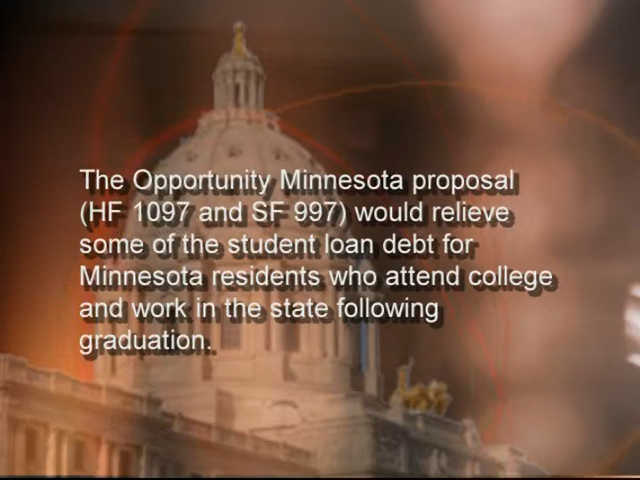 The Opportunity Minnesota proposal
(HF 1097 and SF 997) would relieve
some of the student loan debt for
Minnesota residents who attend college
and work in the state following
graduation.